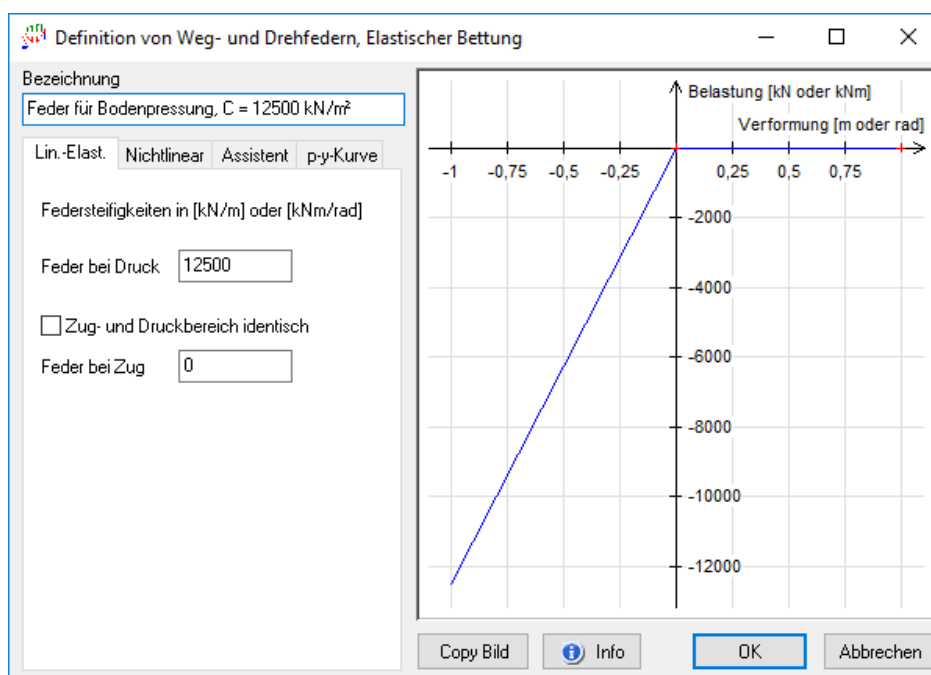 Definition von Weg- und Drehfedern, Elastischer Bettung
Bezeichnung
Feder für Bodenpressung, C = 12500 kN/m²
Lin.-Elast. Nichtlinear Assistent p-y-Kurve
Federsteifigkeiten in [kN/m] oder [kNm/rad]
Feder bei Druck 12500
Zug- und Druckbereich identisch
Feder bei Zug 0
Belastung [kN oder kNm]
Verformung [m oder rad]
-1 -0,75 -0,5 -0,25 0,25 0,5 0,75
-2000
-4000
-6000
-8000
-10000
-12000
Copy Bild Info OK Abbrechen